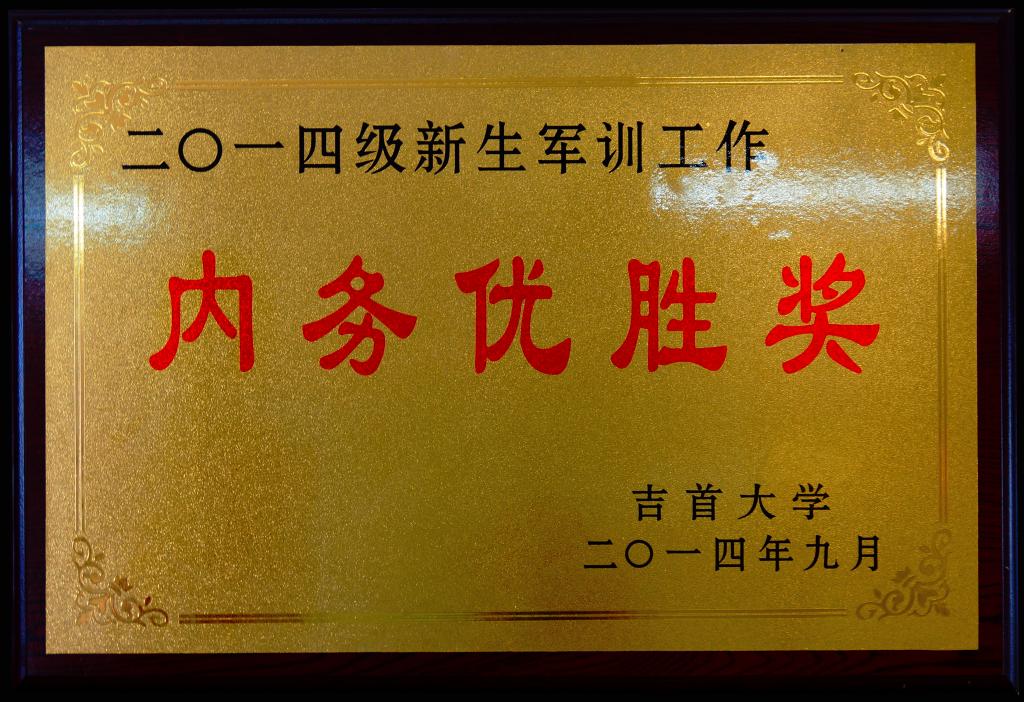 二〇一四级新生军训工作
内务优胜奖
吉首大学
二〇一四年九月